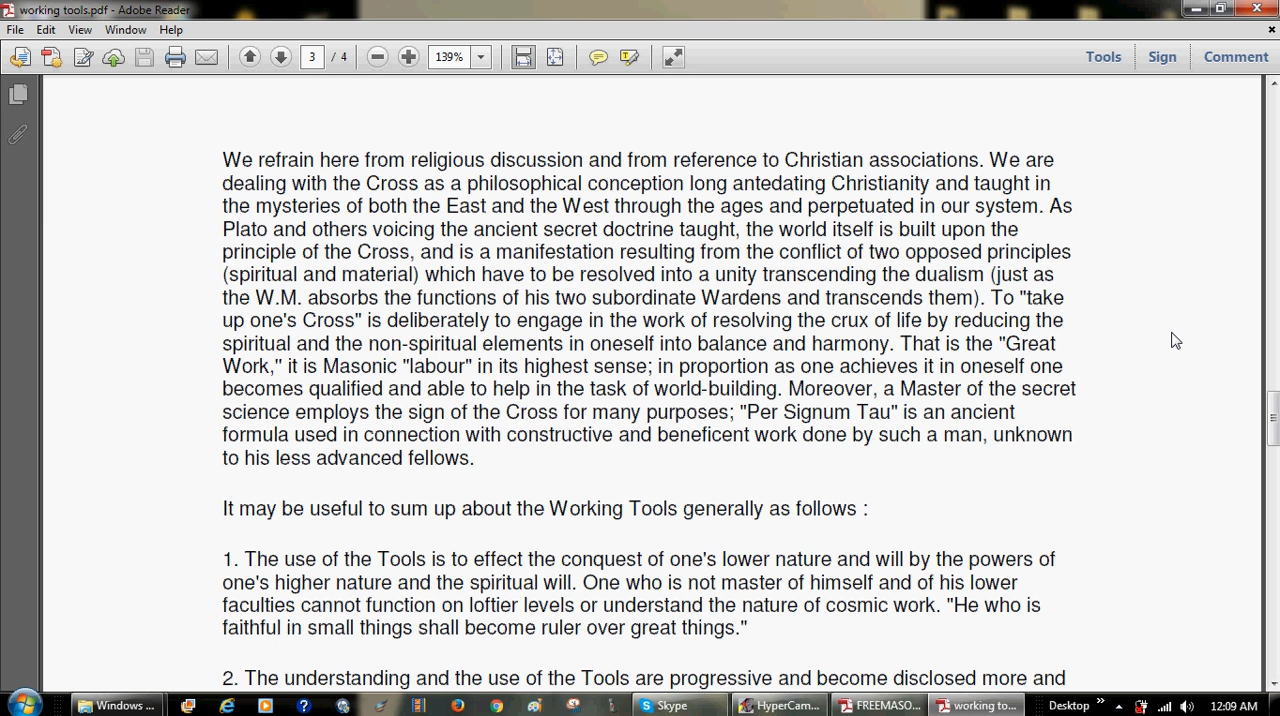 working tools.pdf - Adobe Reader
File Edit View Window Help
3 / 4 139% Tools Sign Comment
We refrain here from religious discussion and from reference to Christian associations. We are
dealing with the Cross as a philosophical conception long antedating Christianity and taught in
the mysteries of both the East and the West through the ages and perpetuated in our system. As
Plato and others voicing the ancient secret doctrine taught, the world itself is built upon the
principle of the Cross, and is a manifestation resulting from the conflict of two opposed principles
(spiritual and material) which have to be resolved into a unity transcending the dualism (just as
the W.M. absorbs the functions of his two subordinate Wardens and transcends them). To "take
up one's Cross" is deliberately to engage in the work of resolving the crux of life by reducing the
spiritual and the non-spiritual elements in oneself into balance and harmony. That is the "Great
Work," it is Masonic "labour" in its highest sense; in proportion as one achieves it in oneself one
becomes qualified and able to help in the task of world-building. Moreover, a Master of the secret
science employs the sign of the Cross for many purposes; "Per Signum Tau" is an ancient
formula used in connection with constructive and beneficent work done by such a man, unknown
to his less advanced fellows.
It may be useful to sum up about the Working Tools generally as follows :
1. The use of the Tools is to effect the conquest of one's lower nature and will by the powers of
one's higher nature and the spiritual will. One who is not master of himself and of his lower
faculties cannot function on loftier levels or understand the nature of cosmic work. "He who is
faithful in small things shall become ruler over great things."
2. The understanding and the use of the Tools are progressive and become disclosed more and
Windows ... Skype HyperCam... FREEMASO... working to... Desktop 12:09 AM